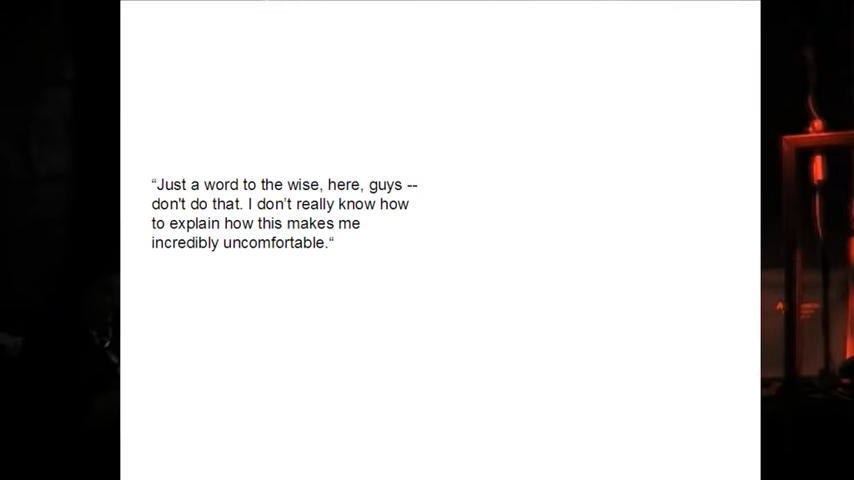 “Just a word to the wise, here, guys --
don't do that. I don’t really know how
to explain how this makes me
incredibly uncomfortable.“